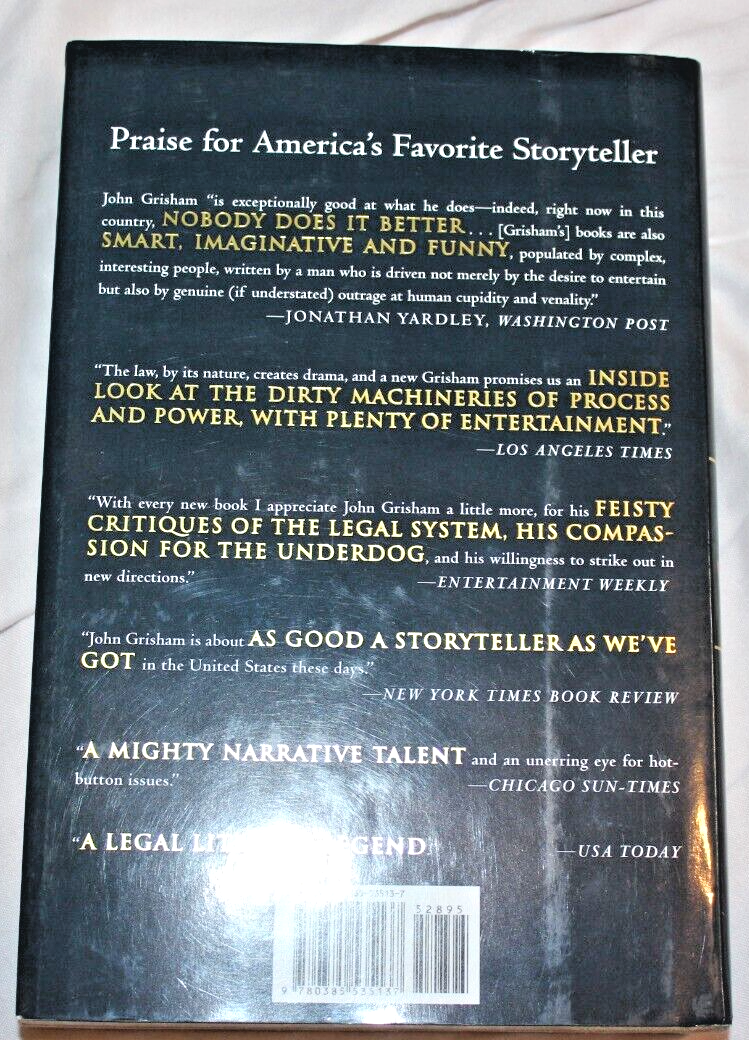 Praise for America's Favorite Storyteller
John Grisham "is exceptionally good at what he does—indeed, right now in this
country, NOBODY DOES IT BETTER . . . [Grisham's] books are also
SMART, IMAGINATIVE AND FUNNY, populated by complex,
interesting people, written by a man who is driven not merely by the desire to entertain
but also by genuine (if understated) outrage at human cupidity and venality."
—JONATHAN YARDLEY, WASHINGTON POST
"The law, by its nature, creates drama, and a new Grisham promises us an INSIDE
LOOK AT THE DIRTY MACHINERIES OF PROCESS
AND POWER, WITH PLENTY OF ENTERTAINMENT."
—LOS ANGELES TIMES
"With every new book I appreciate John Grisham a little more, for his FEISTY
CRITIQUES OF THE LEGAL SYSTEM, HIS COMPAS-
SION FOR THE UNDERDOG, and his willingness to strike out in
new directions." —ENTERTAINMENT WEEKLY
"John Grisham is about AS GOOD A STORYTELLER AS WE'VE
GOT in the United States these days."
—NEW YORK TIMES BOOK REVIEW
"A MIGHTY NARRATIVE TALENT and an unerring eye for hot-
button issues." —CHICAGO SUN-TIMES
"A LEGAL —USA TODAY
52895
9 780385 535137